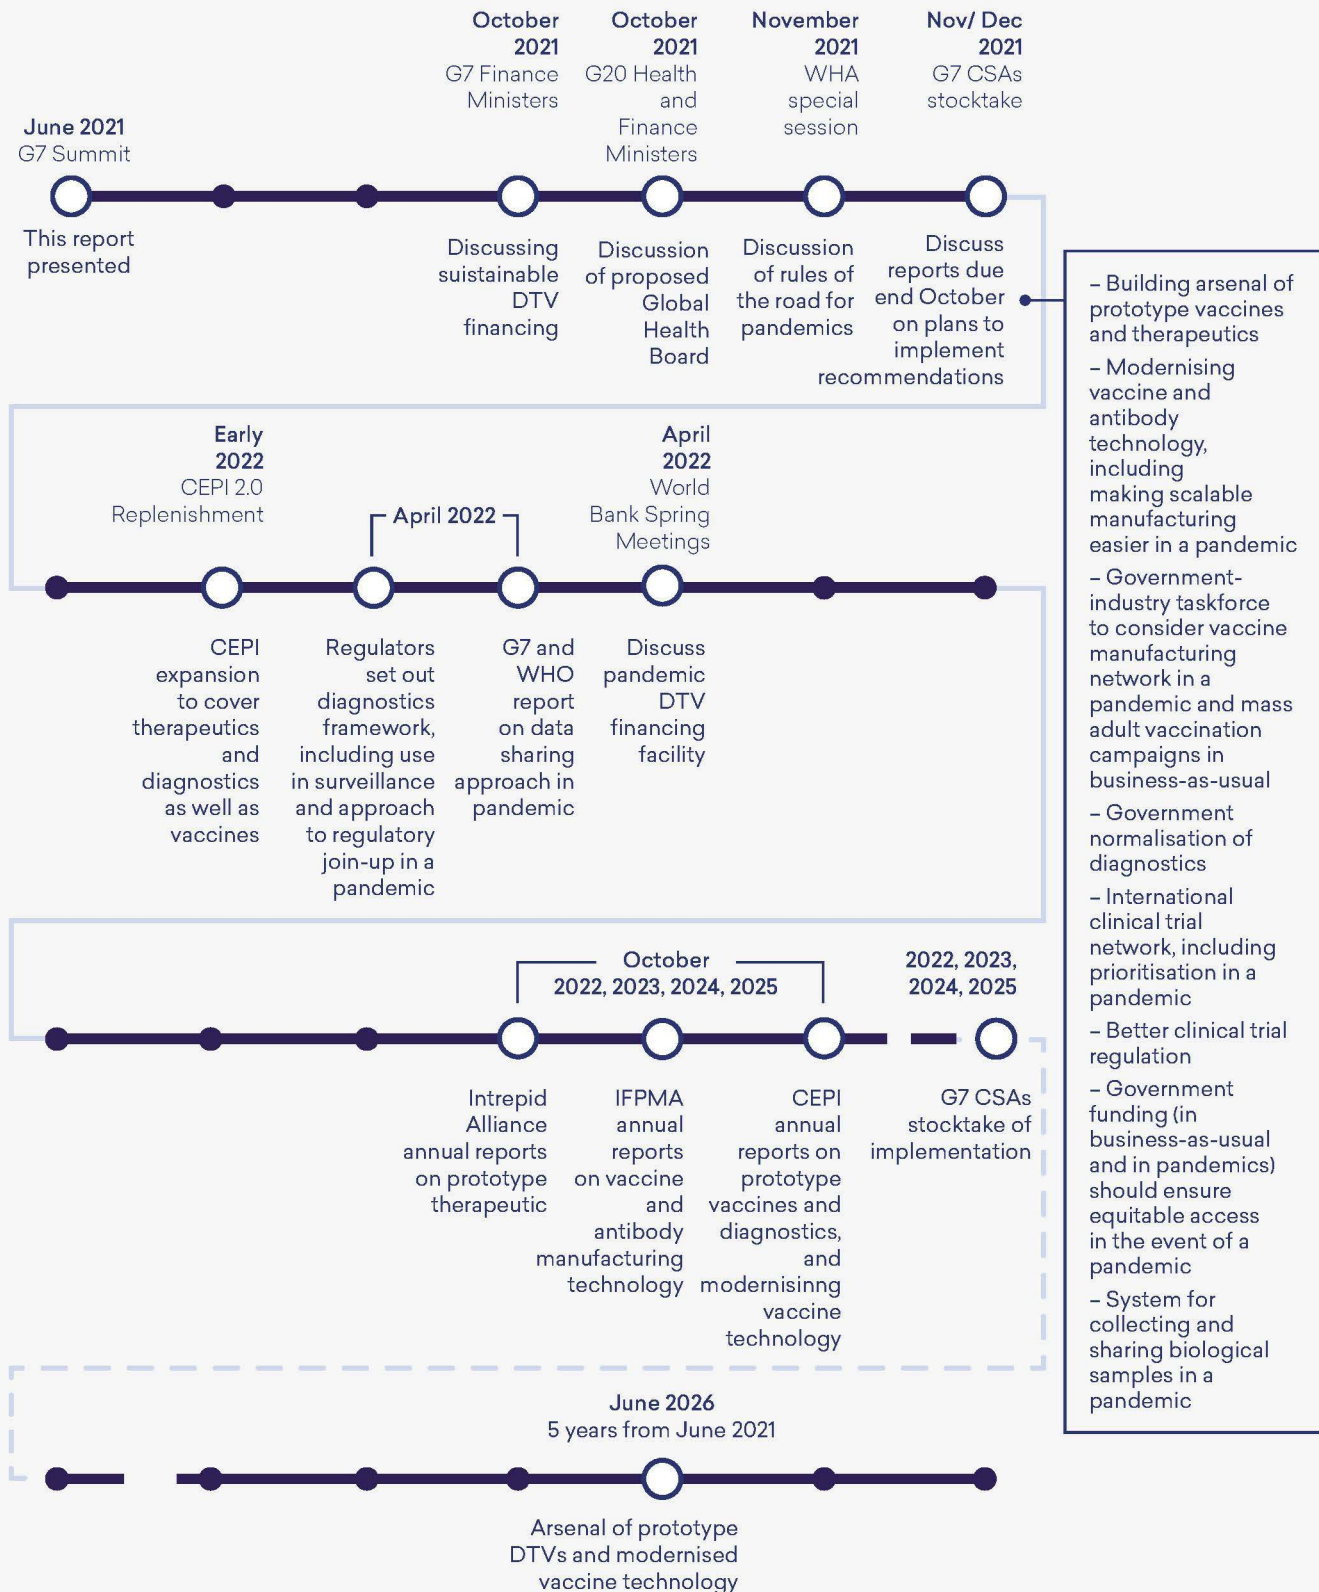 June 2021
G7 Summit
This report
presented
October
2021
G7 Finance
Ministers
Discussing
suistainable
DTV
financing
October
2021
G20 Health
and
Finance
Ministers
Discussion
of proposed
Global
Health
Board
November
2021
WHA
special
session
Discussion
of rules of
the road for
pandemics
Nov/ Dec
2021
G7 CSAs
stocktake
Discuss
reports due
end October
on plans to
implement
recommendations
– Building arsenal of
prototype vaccines
and therapeutics
– Modernising
vaccine and
antibody
technology,
including
making scalable
manufacturing
easier in a pandemic
– Government-
industry taskforce
to consider vaccine
manufacturing
network in a
pandemic and mass
adult vaccination
campaigns in
business-as-usual
– Government
normalisation of
diagnostics
– International
clinical trial
network, including
prioritisation in a
pandemic
– Better clinical trial
regulation
– Government
funding (in
business-as-usual
and in pandemics)
should ensure
equitable access
in the event of a
pandemic
– System for
collecting and
sharing biological
samples in a
pandemic
Early
2022
CEPI 2.0
Replenishment
CEPI
expansion
to cover
therapeutics
and
diagnostics
as well as
vaccines
April 2022
Regulators
set out
diagnostics
framework,
including use
in surveillance
and approach
to regulatory
join-up in a
pandemic
G7 and
WHO
report
on data
sharing
approach in
pandemic
April
2022
World
Bank Spring
Meetings
Discuss
pandemic
DTV
financing
facility
October
2022, 2023, 2024, 2025
Intrepid
Alliance
annual reports
on prototype
therapeutic
IFPMA
annual
reports
on vaccine
and
antibody
manufacturing
technology
CEPI
annual
reports on
prototype
vaccines and
diagnostics,
and
modernisinng
vaccine
technology
2022, 2023,
2024, 2025
G7 CSAs
stocktake of
implementation
June 2026
5 years from June 2021
Arsenal of prototype
DTVs and modernised
vaccine technology